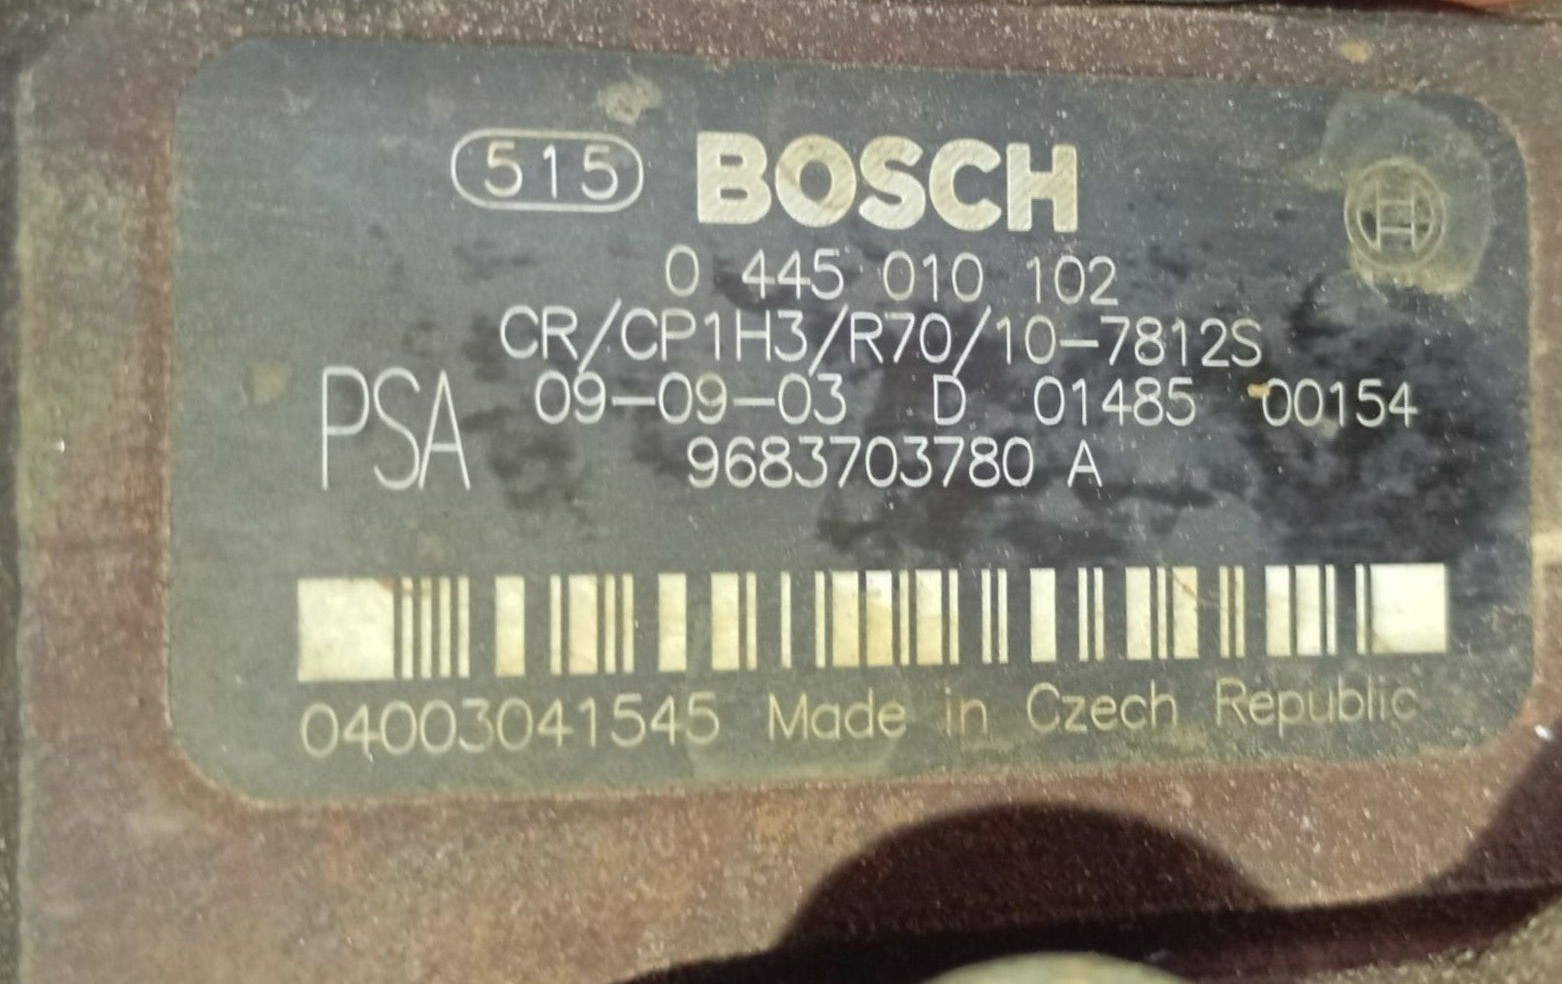 515 BOSCH
0 445 010 102
CR/CP1H3/R70/10-7812S
PSA 09-09-03 D 01485 00154
9683703780 A
04003041545 Made in Czech Republic